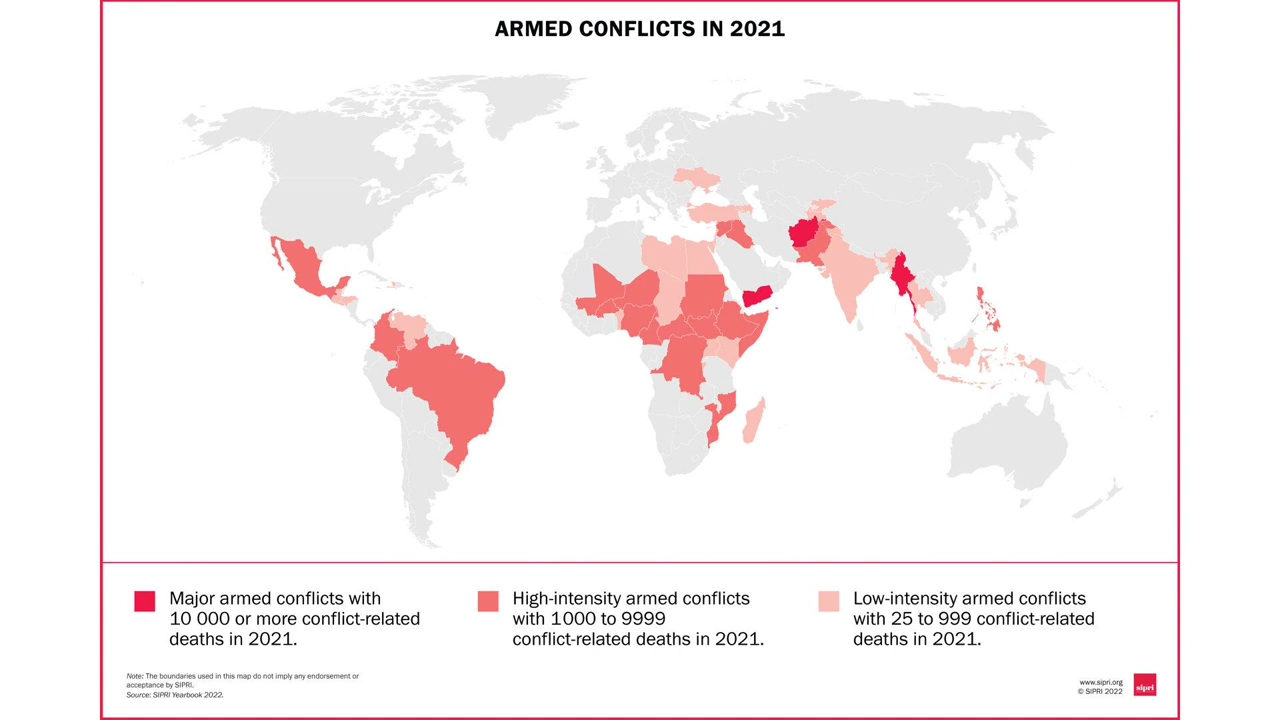 ARMED CONFLICTS IN 2021
Major armed conflicts with
10 000 or more conflict-related
deaths in 2021.
High-intensity armed conflicts
with 1000 to 9999
conflict-related deaths in 2021.
Low-intensity armed conflicts
with 25 to 999 conflict-related
deaths in 2021.
Note: The boundaries used in this map do not imply any endorsement or
acceptance by SIPRI.
Source: SIPRI Yearbook 2022.
www.sipri.org
© SIPRI 2022
sipri